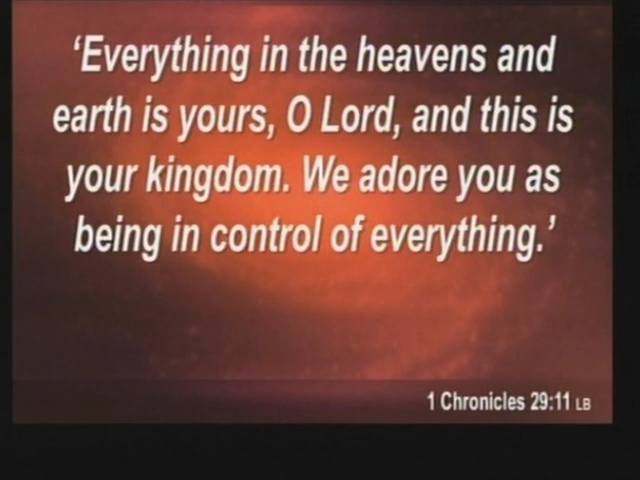 ‘Everything in the heavens and
earth is yours, O Lord, and this is
your kingdom. We adore you as
being in control of everything.’
1 Chronicles 29:11 LB